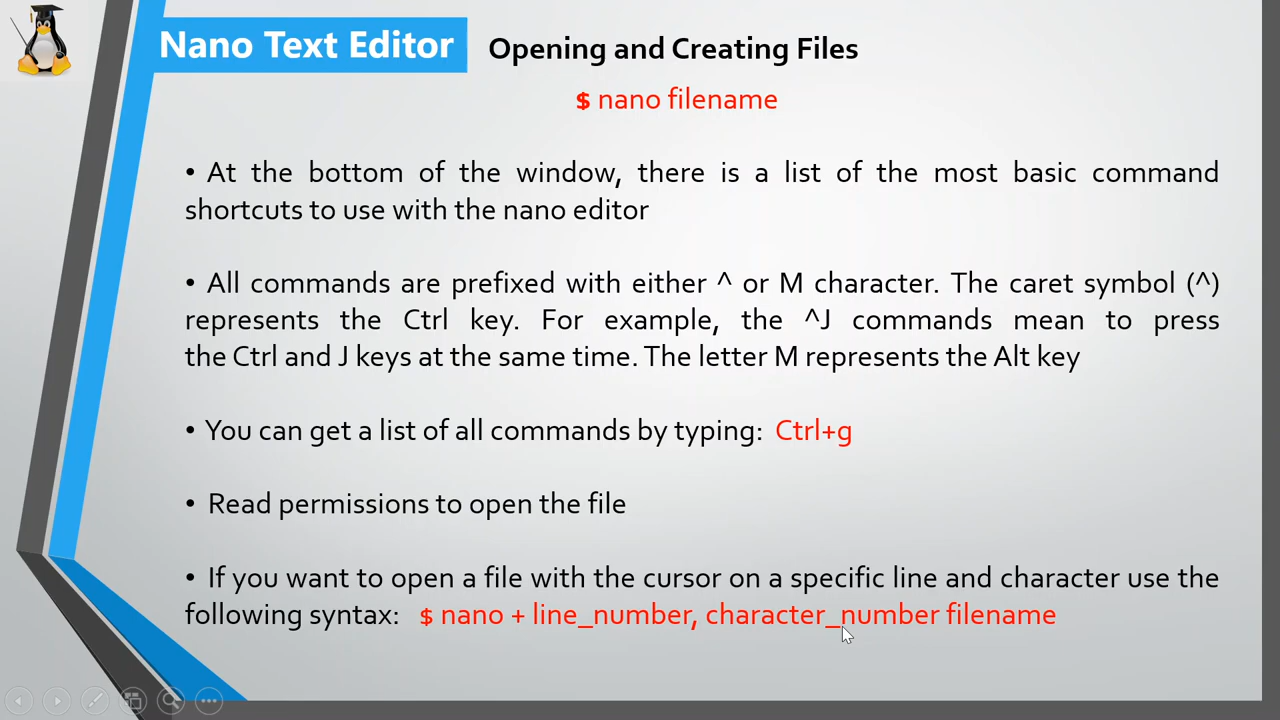 Nano Text Editor
Opening and Creating Files
$ nano filename
• At the bottom of the window, there is a list of the most basic command
shortcuts to use with the nano editor
• All commands are prefixed with either ^ or M character. The caret symbol (^)
represents the Ctrl key. For example, the ^J commands mean to press
the Ctrl and J keys at the same time. The letter M represents the Alt key
• You can get a list of all commands by typing: Ctrl+g
• Read permissions to open the file
• If you want to open a file with the cursor on a specific line and character use the
following syntax: $ nano + line_number, character_number filename